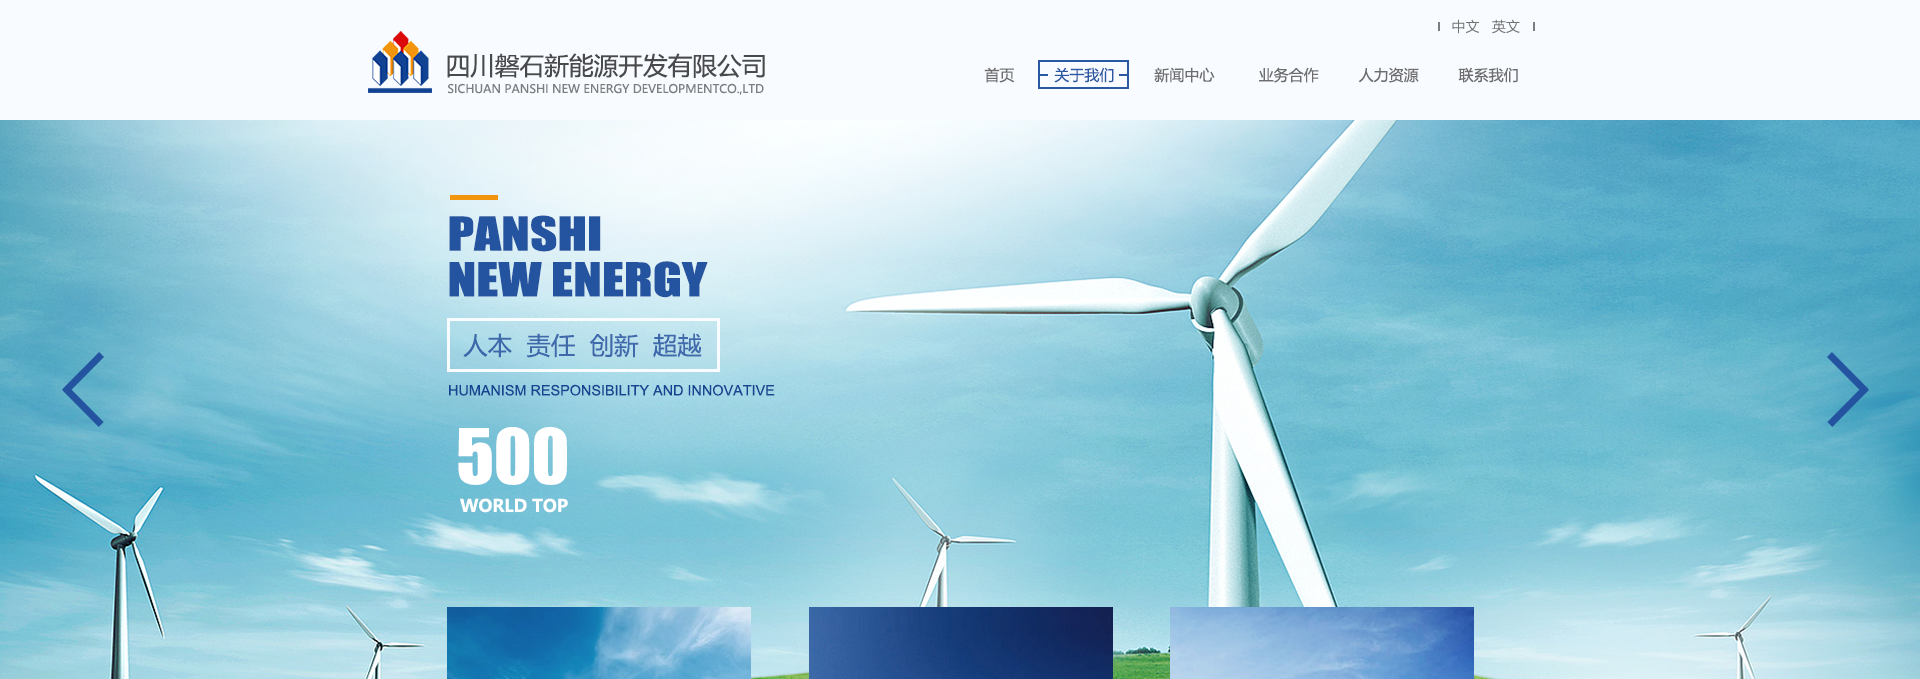 中文 英文
四川磐石新能源开发有限公司
SICHUAN PANSHI NEW ENERGY DEVELOPMENTCO.,LTD
首页 关于我们 新闻中心 业务合作 人力资源 联系我们
PANSHI
NEW ENERGY
人本 责任 创新 超越
HUMANISM RESPONSIBILITY AND INNOVATIVE
500
WORLD TOP